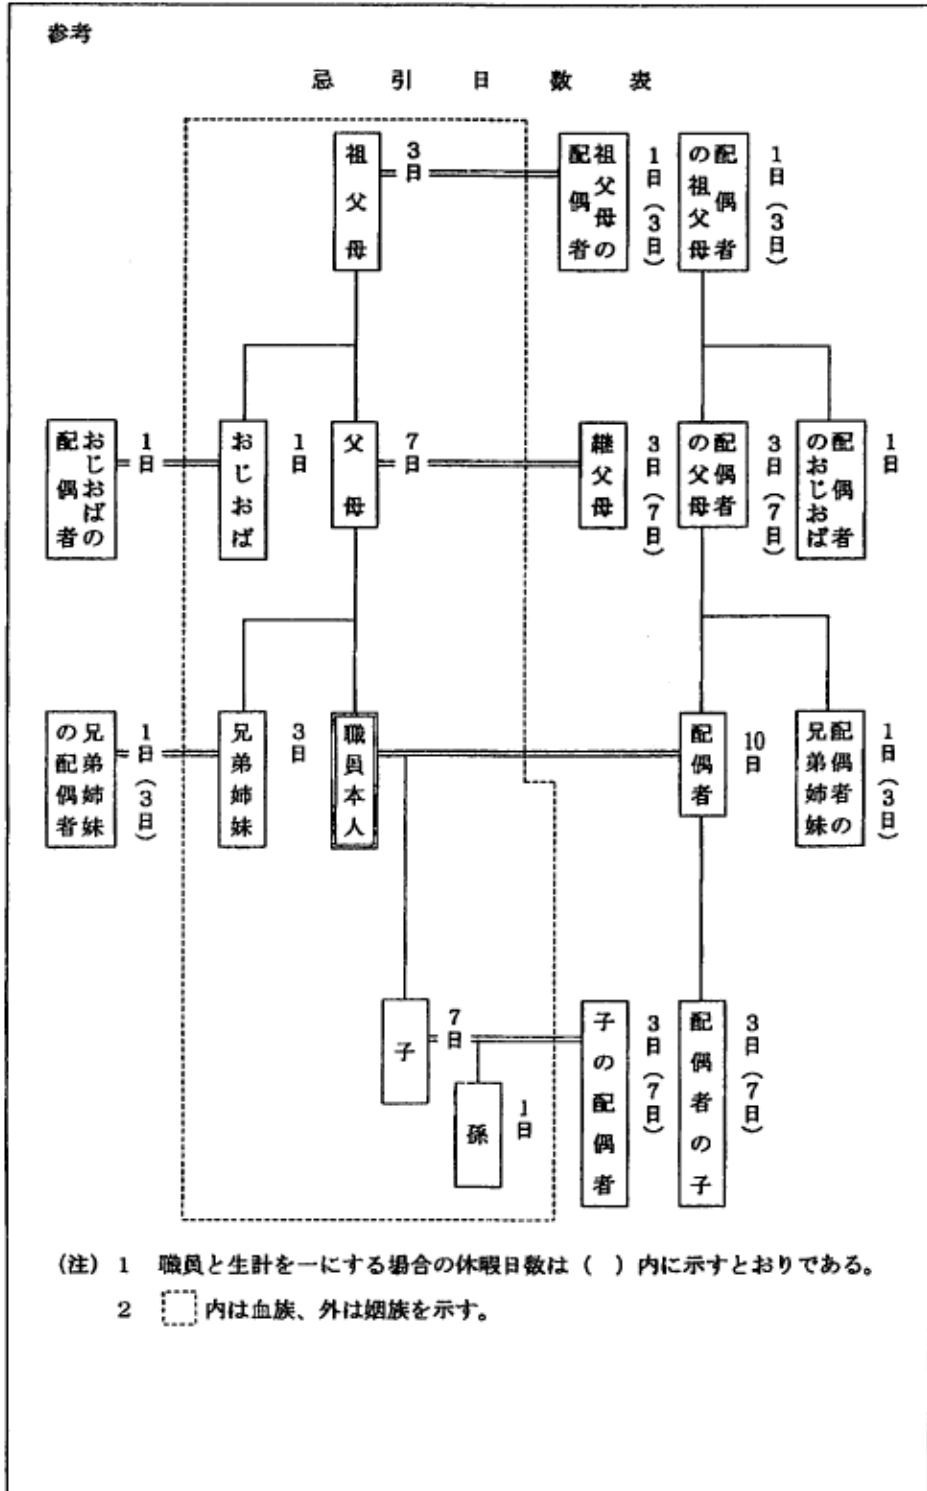 参考
忌引日数表
祖父母
3日
祖父母の配偶者
1日(3日)
配偶者の祖父母
1日(3日)
おじおばの配偶者
1日
おじおば
1日
父母
7日
継父母
3日(7日)
配偶者の父母
3日(7日)
配偶者のおじおば
1日
兄弟姉妹の配偶者
1日(3日)
兄弟姉妹
3日
職員本人
配偶者
10日
配偶者の兄弟姉妹
1日(3日)
子
7日
孫
1日
子の配偶者
3日(7日)
配偶者の子
3日(7日)
(注) 1 職員と生計を一にする場合の休暇日数は( )内に示すとおりである。
2 内は血族、外は姻族を示す。